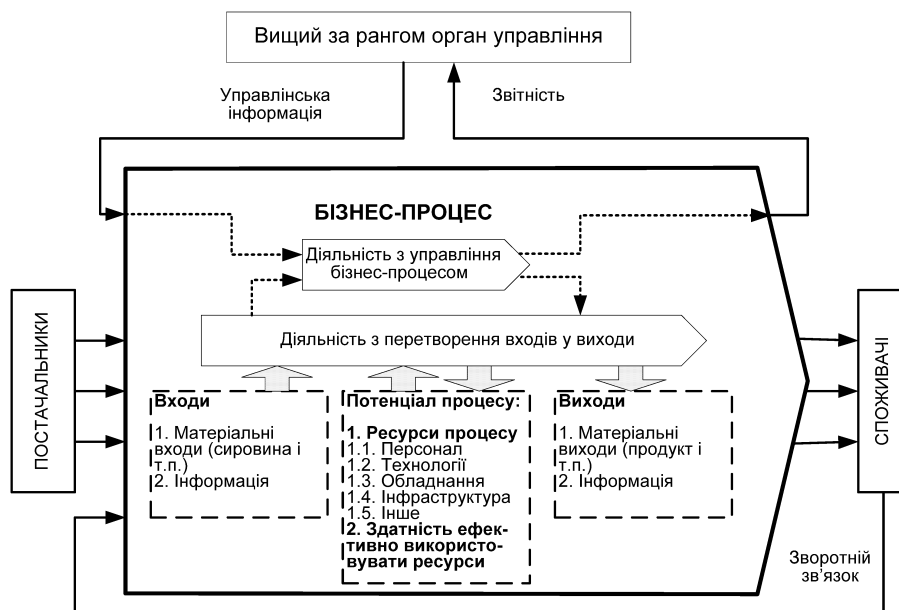 Вищий за рангом орган управління
Управлінська
інформація
Звітність
БІЗНЕС-ПРОЦЕС
Діяльність з управління
бізнес-процесом
Діяльність з перетворення входів у виходи
ПОСТАЧАЛЬНИКИ
Входи
1. Матеріальні
входи (сировина і
т.п.)
2. Інформація
Потенціал процесу:
1. Ресурси процесу
1.1. Персонал
1.2. Технології
1.3. Обладнання
1.4. Інфраструктура
1.5. Інше
2. Здатність ефек-
тивно використо-
вувати ресурси
Виходи
1. Матеріальні
виходи (продукт і
т.п.)
2. Інформація
СПОЖИВАЧІ
Зворотній
зв’язок